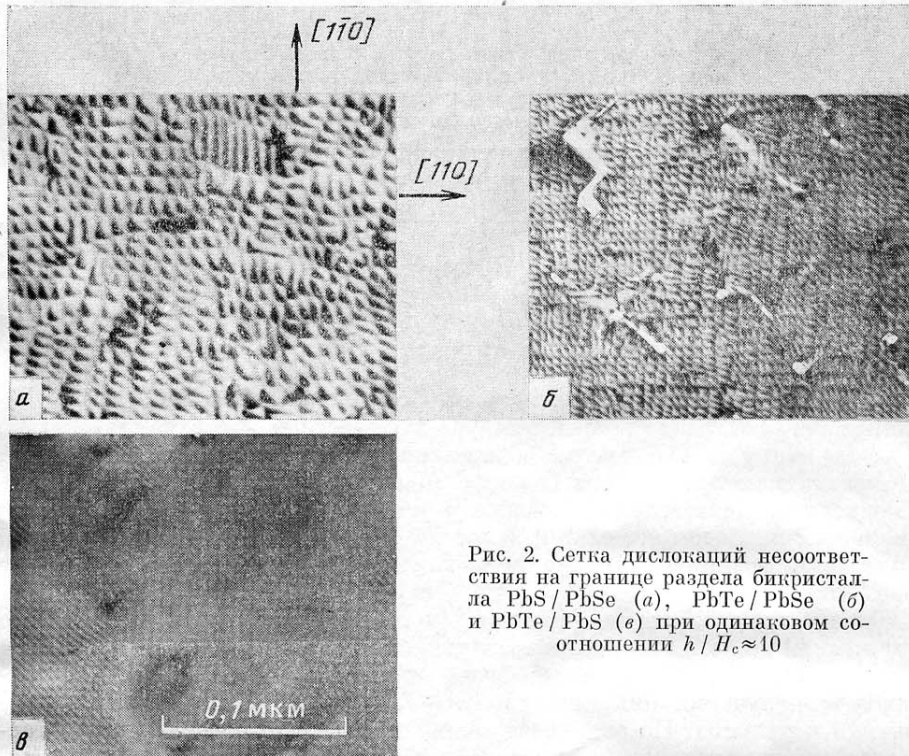 [11̄0]
[110]
а
б
в
0,1 мкм
Рис. 2. Сетка дислокаций несоответ-
ствия на границе раздела бикристал-
ла PbS / PbSe (а), PbTe / PbSe (б)
и PbTe / PbS (в) при одинаковом со-
отношении h / Hc≈10